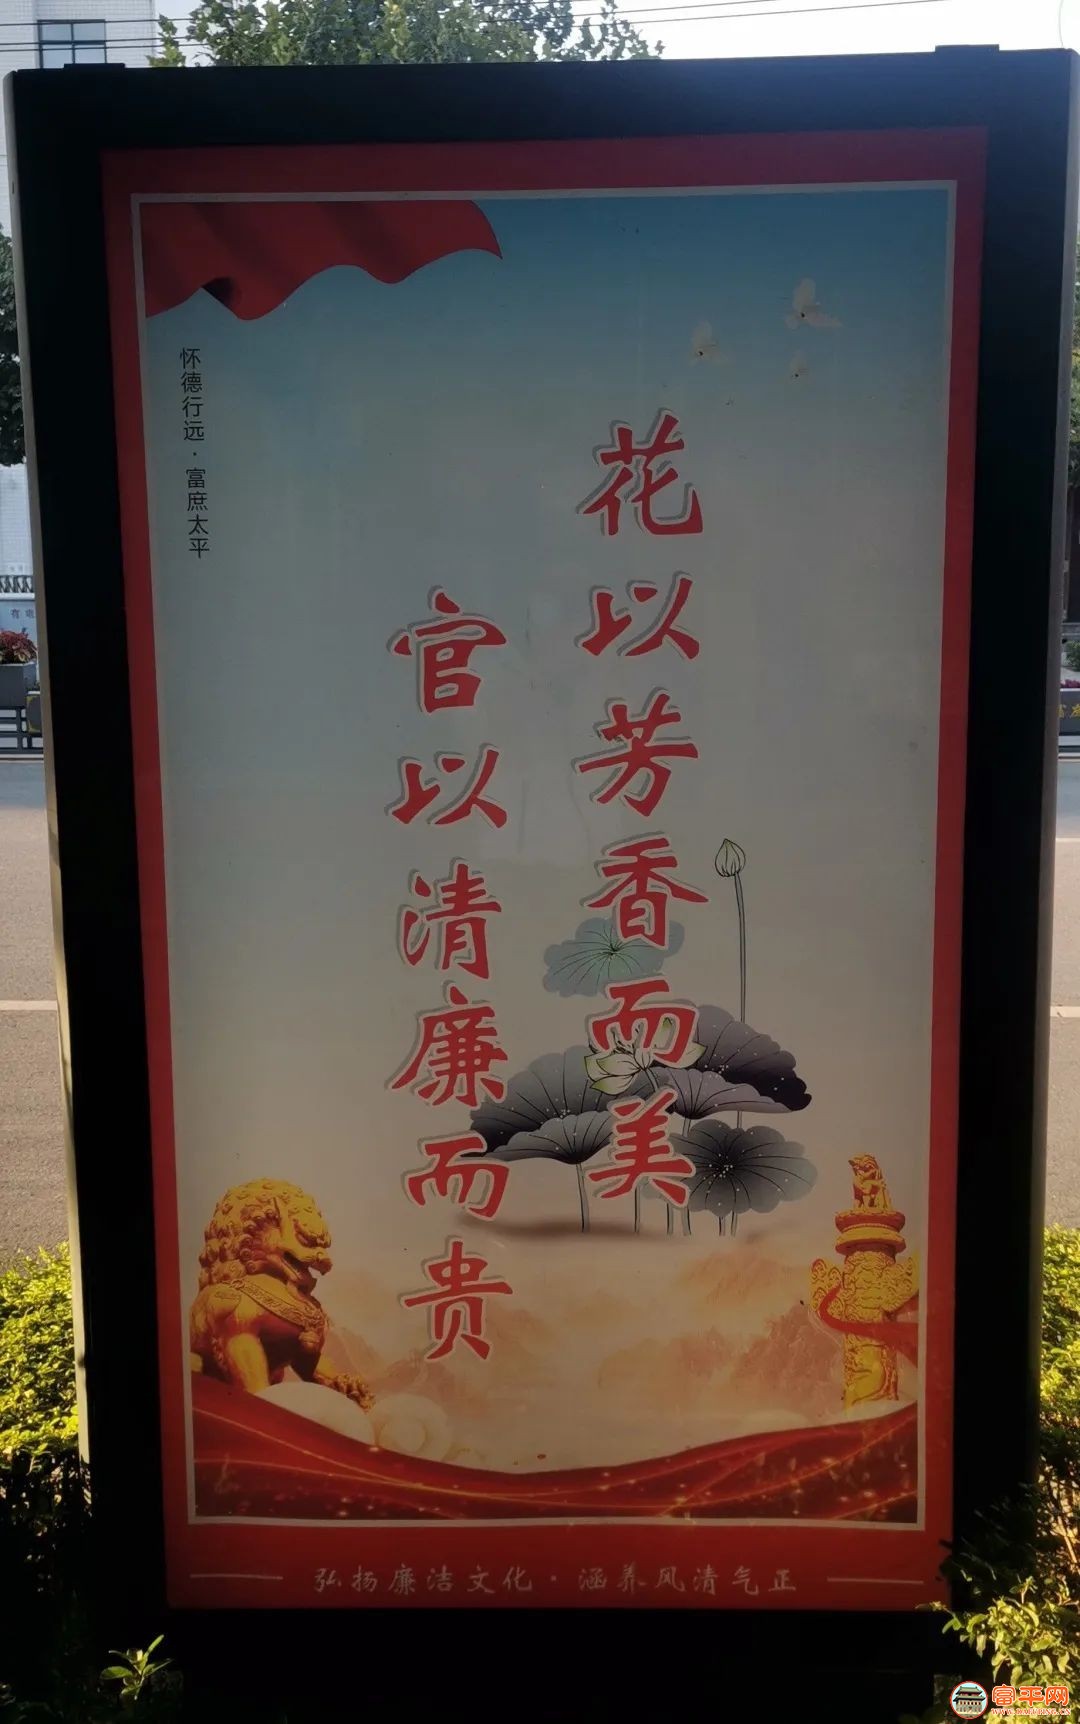 怀德行远·富庶太平
花以芳香而美
官以清廉而贵
弘扬廉洁文化·涵养风清气正
富平网